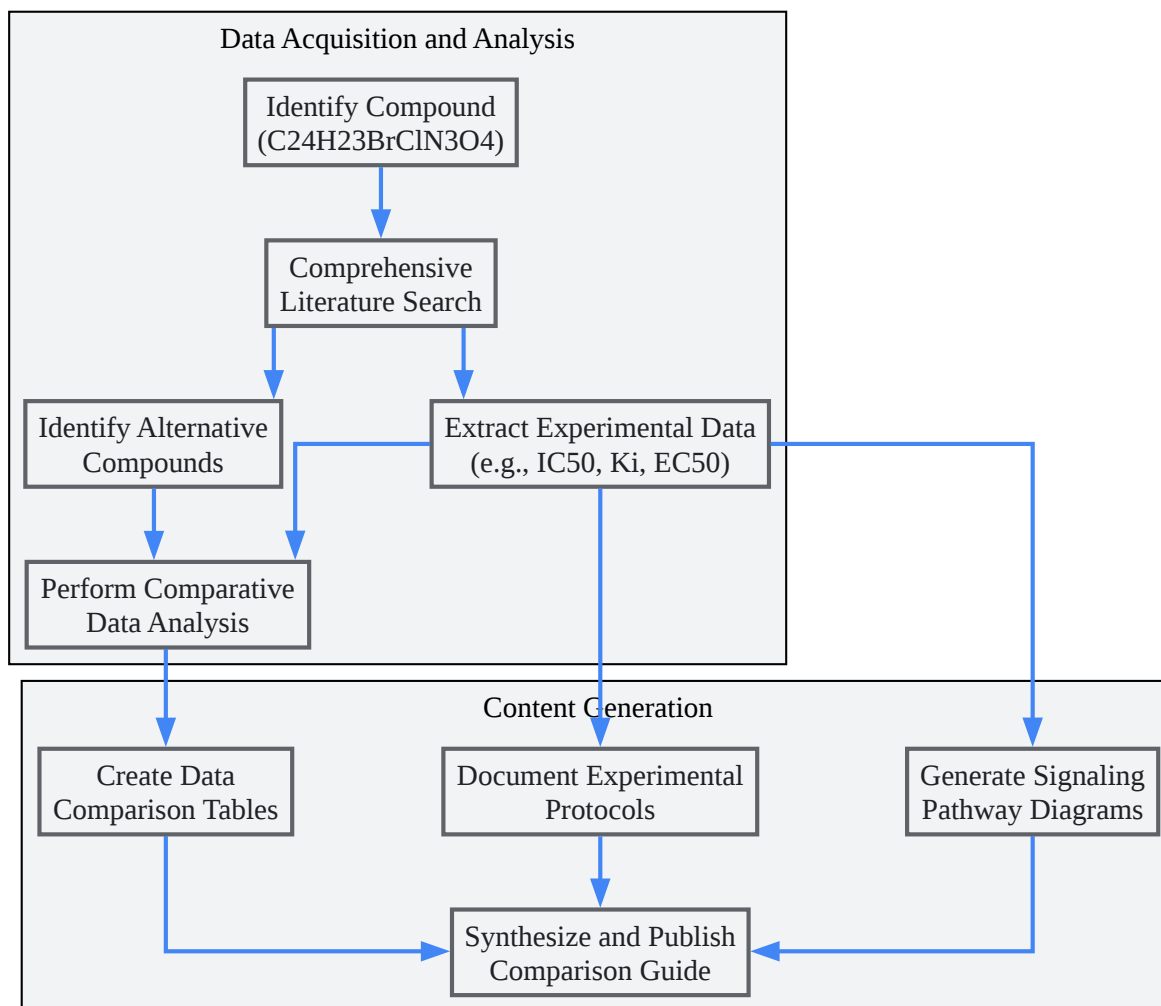 Data Acquisition and Analysis
Identify Compound
(C24H23BrClN3O4)
Comprehensive
Literature Search
Identify Alternative
Compounds
Extract Experimental Data
(e.g., IC50, Ki, EC50)
Perform Comparative
Data Analysis
Content Generation
Create Data
Comparison Tables
Document Experimental
Protocols
Generate Signaling
Pathway Diagrams
Synthesize and Publish
Comparison Guide